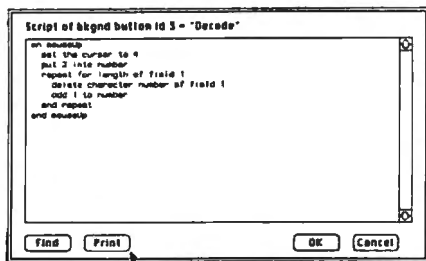 Script of bkgnd button id 3 = "Decode"
on mouseUp
set the cursor to 4
put 2 into number
repeat for length of field 1
delete character number of field 1
add 1 to number
end repeat
end mouseUp
Find Print OK Cancel